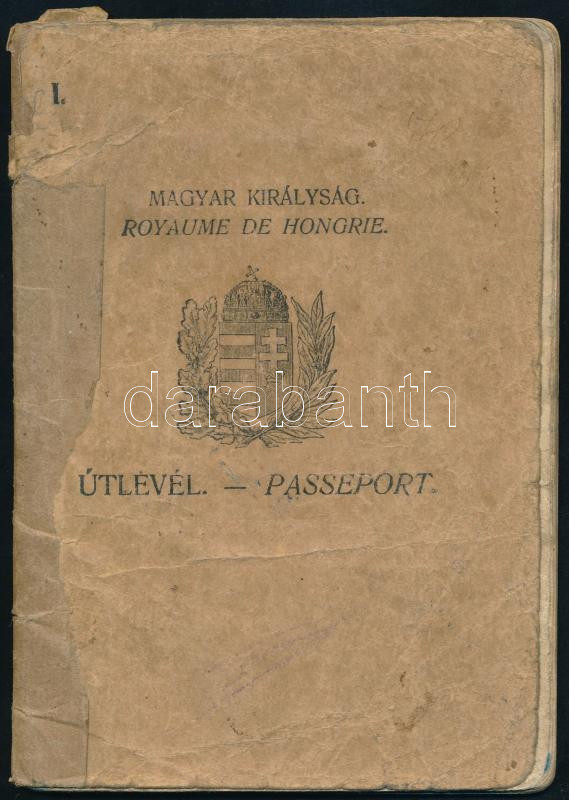 I.
MAGYAR KIRÁLYSÁG.
ROYAUME DE HONGRIE.
darabanth
ÚTLEVÉL. — PASSEPORT.